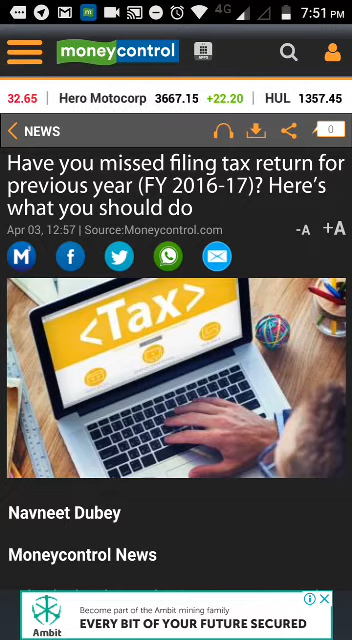 4G 7:51 PM
moneycontrol
APPS
32.65 Hero Motocorp 3667.15 +22.20 HUL 1357.45
NEWS 0
Have you missed filing tax return for
previous year (FY 2016-17)? Here's
what you should do
Apr 03, 12:57 | Source:Moneycontrol.com -A +A
<Tax>
Navneet Dubey
Moneycontrol News
Become part of the Ambit mining family
Ambit EVERY BIT OF YOUR FUTURE SECURED